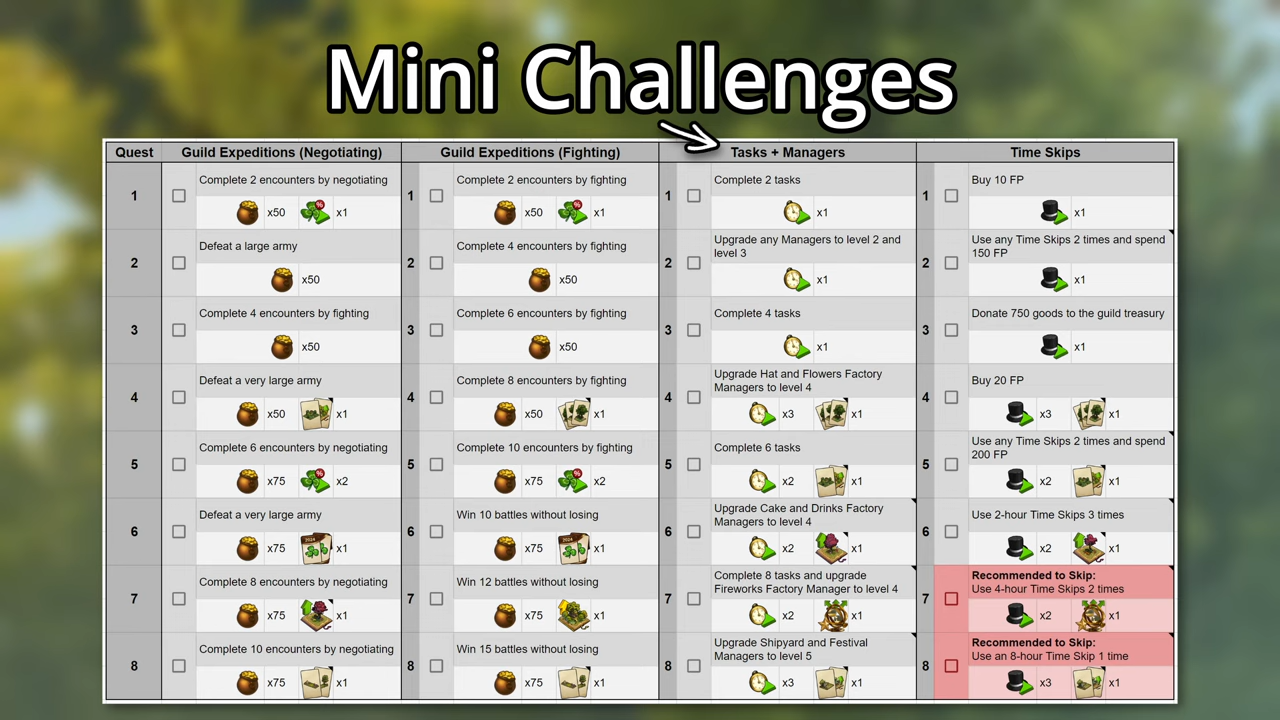 Mini Challenges
Quest Guild Expeditions (Negotiating) Guild Expeditions (Fighting) Tasks + Managers Time Skips
1 Complete 2 encounters by negotiating 1 Complete 2 encounters by fighting 1 Complete 2 tasks 1 Buy 10 FP
x50 x1 x50 x1 x1 x1
2 Defeat a large army 2 Complete 4 encounters by fighting 2 Upgrade any Managers to level 2 and 2 Use any Time Skips 2 times and spend
level 3 150 FP
x50 x50 x1 x1
3 Complete 4 encounters by fighting 3 Complete 6 encounters by fighting 3 Complete 4 tasks 3 Donate 750 goods to the guild treasury
x50 x50 x1 x1
4 Defeat a very large army 4 Complete 8 encounters by fighting 4 Upgrade Hat and Flowers Factory 4 Buy 20 FP
Managers to level 4
x50 x1 x50 x1 x3 x1 x3 x1
5 Complete 6 encounters by negotiating 5 Complete 10 encounters by fighting 5 Complete 6 tasks 5 Use any Time Skips 2 times and spend
200 FP
x75 x2 x75 x2 x2 x1 x2 x1
6 Defeat a very large army 6 Win 10 battles without losing 6 Upgrade Cake and Drinks Factory 6 Use 2-hour Time Skips 3 times
Managers to level 4
x75 2024 x1 x75 2024 x1 x2 x1 x2 x1
7 Complete 8 encounters by negotiating 7 Win 12 battles without losing 7 Complete 8 tasks and upgrade 7 Recommended to Skip:
Fireworks Factory Manager to level 4 Use 4-hour Time Skips 2 times
x75 x1 x75 x1 x2 x1 x2 x1
8 Complete 10 encounters by negotiating 8 Win 15 battles without losing 8 Upgrade Shipyard and Festival 8 Recommended to Skip:
Managers to level 5 Use an 8-hour Time Skip 1 time
x75 x1 x75 x1 x3 x1 x3 x1